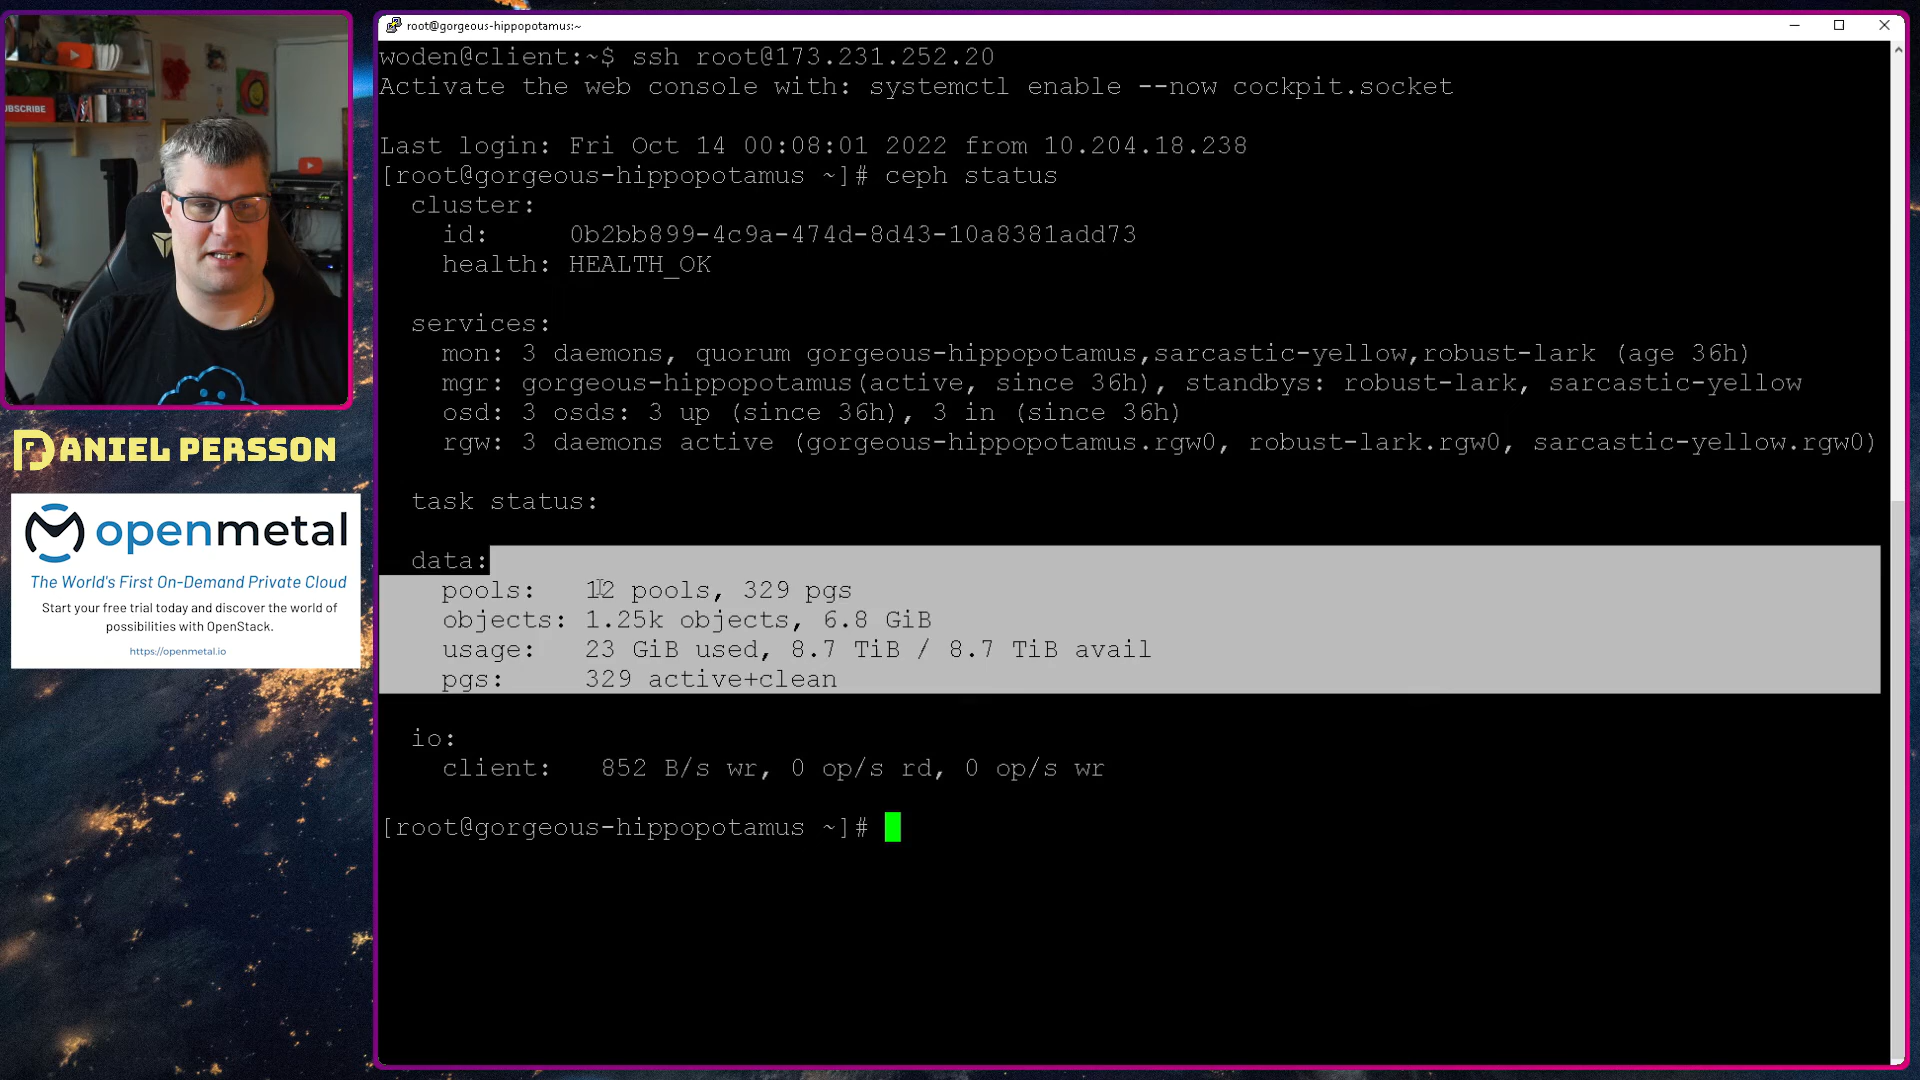 root@gorgeous-hippopotamus:~
woden@client:~$ ssh root@173.231.252.20
Activate the web console with: systemctl enable --now cockpit.socket
Last login: Fri Oct 14 00:08:01 2022 from 10.204.18.238
[root@gorgeous-hippopotamus ~]# ceph status
cluster:
id: 0b2bb899-4c9a-474d-8d43-10a8381add73
health: HEALTH_OK
services:
mon: 3 daemons, quorum gorgeous-hippopotamus,sarcastic-yellow,robust-lark (age 36h)
mgr: gorgeous-hippopotamus(active, since 36h), standbys: robust-lark, sarcastic-yellow
osd: 3 osds: 3 up (since 36h), 3 in (since 36h)
rgw: 3 daemons active (gorgeous-hippopotamus.rgw0, robust-lark.rgw0, sarcastic-yellow.rgw0)
task status:
data:
pools: 12 pools, 329 pgs
objects: 1.25k objects, 6.8 GiB
usage: 23 GiB used, 8.7 TiB / 8.7 TiB avail
pgs: 329 active+clean
io:
client: 852 B/s wr, 0 op/s rd, 0 op/s wr
[root@gorgeous-hippopotamus ~]#
DANIEL PERSSON
openmetal
The World's First On-Demand Private Cloud
Start your free trial today and discover the world of
possibilities with OpenStack.
https://openmetal.io